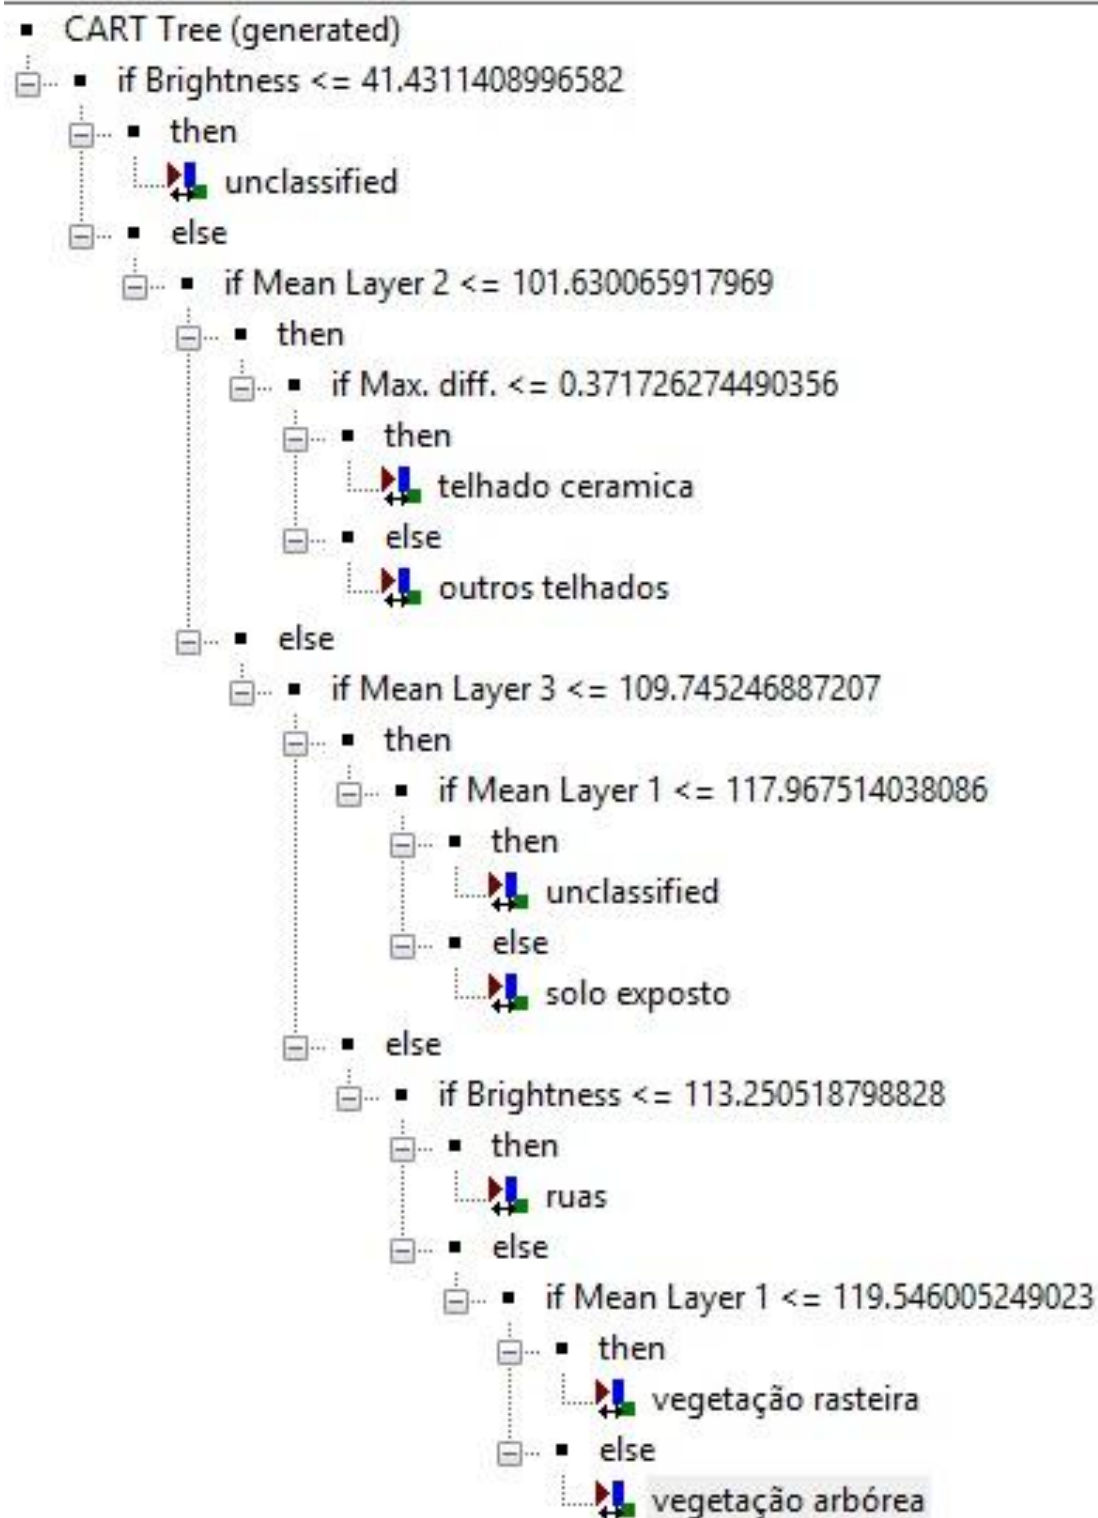 CART Tree (generated)
if Brightness <= 41.4311408996582
then
unclassified
else
if Mean Layer 2 <= 101.630065917969
then
if Max. diff. <= 0.371726274490356
then
telhado ceramica
else
outros telhados
else
if Mean Layer 3 <= 109.745246887207
then
if Mean Layer 1 <= 117.967514038086
then
unclassified
else
solo exposto
else
if Brightness <= 113.250518798828
then
ruas
else
if Mean Layer 1 <= 119.546005249023
then
vegetação rasteira
else
vegetação arbórea